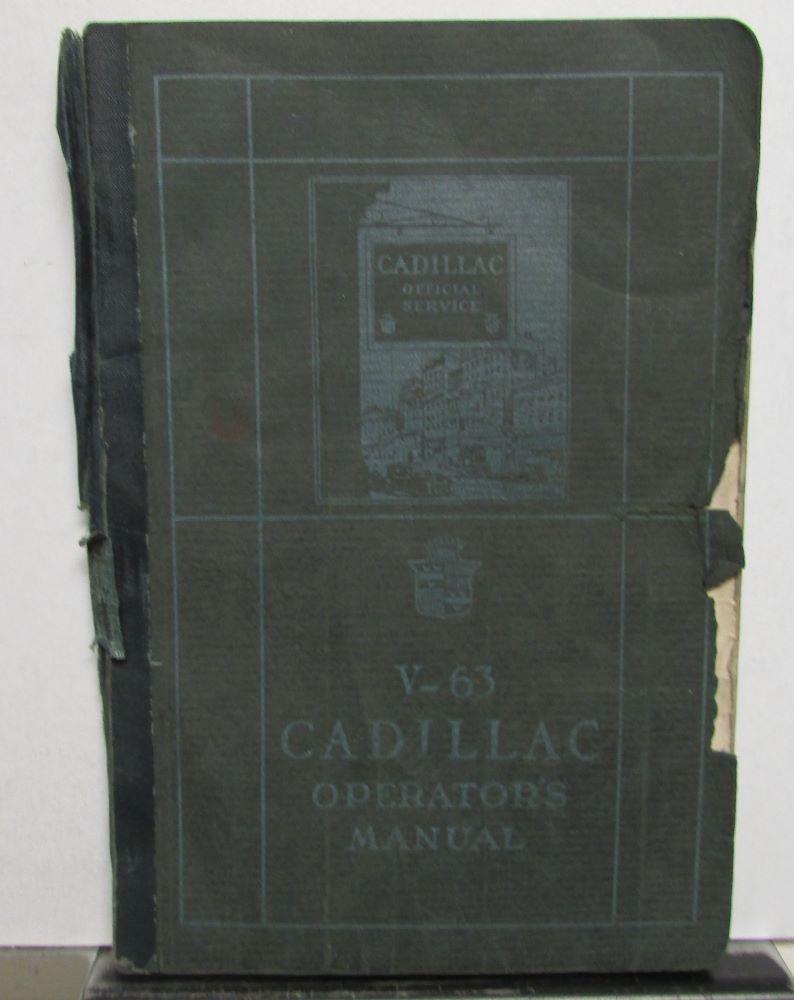 CADILLAC
OFFICIAL
SERVICE
V-63
CADILLAC
OPERATOR'S
MANUAL